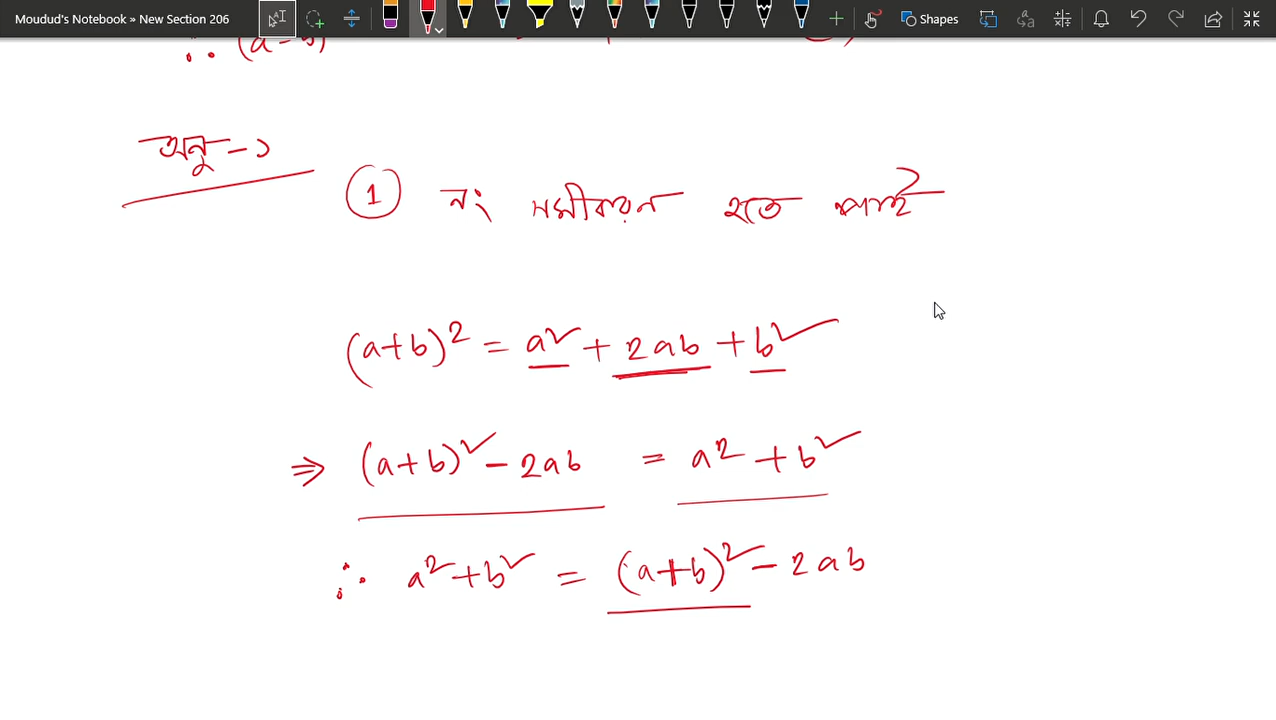 Moudud's Notebook » New Section 206
Shapes
∴ (a-b)
অনু-১
① নং সমীকরন হতে পাই
(a+b)² = a² + 2ab + b²
⇒ (a+b)² - 2ab = a² + b²
∴ a² + b² = (a+b)² - 2ab